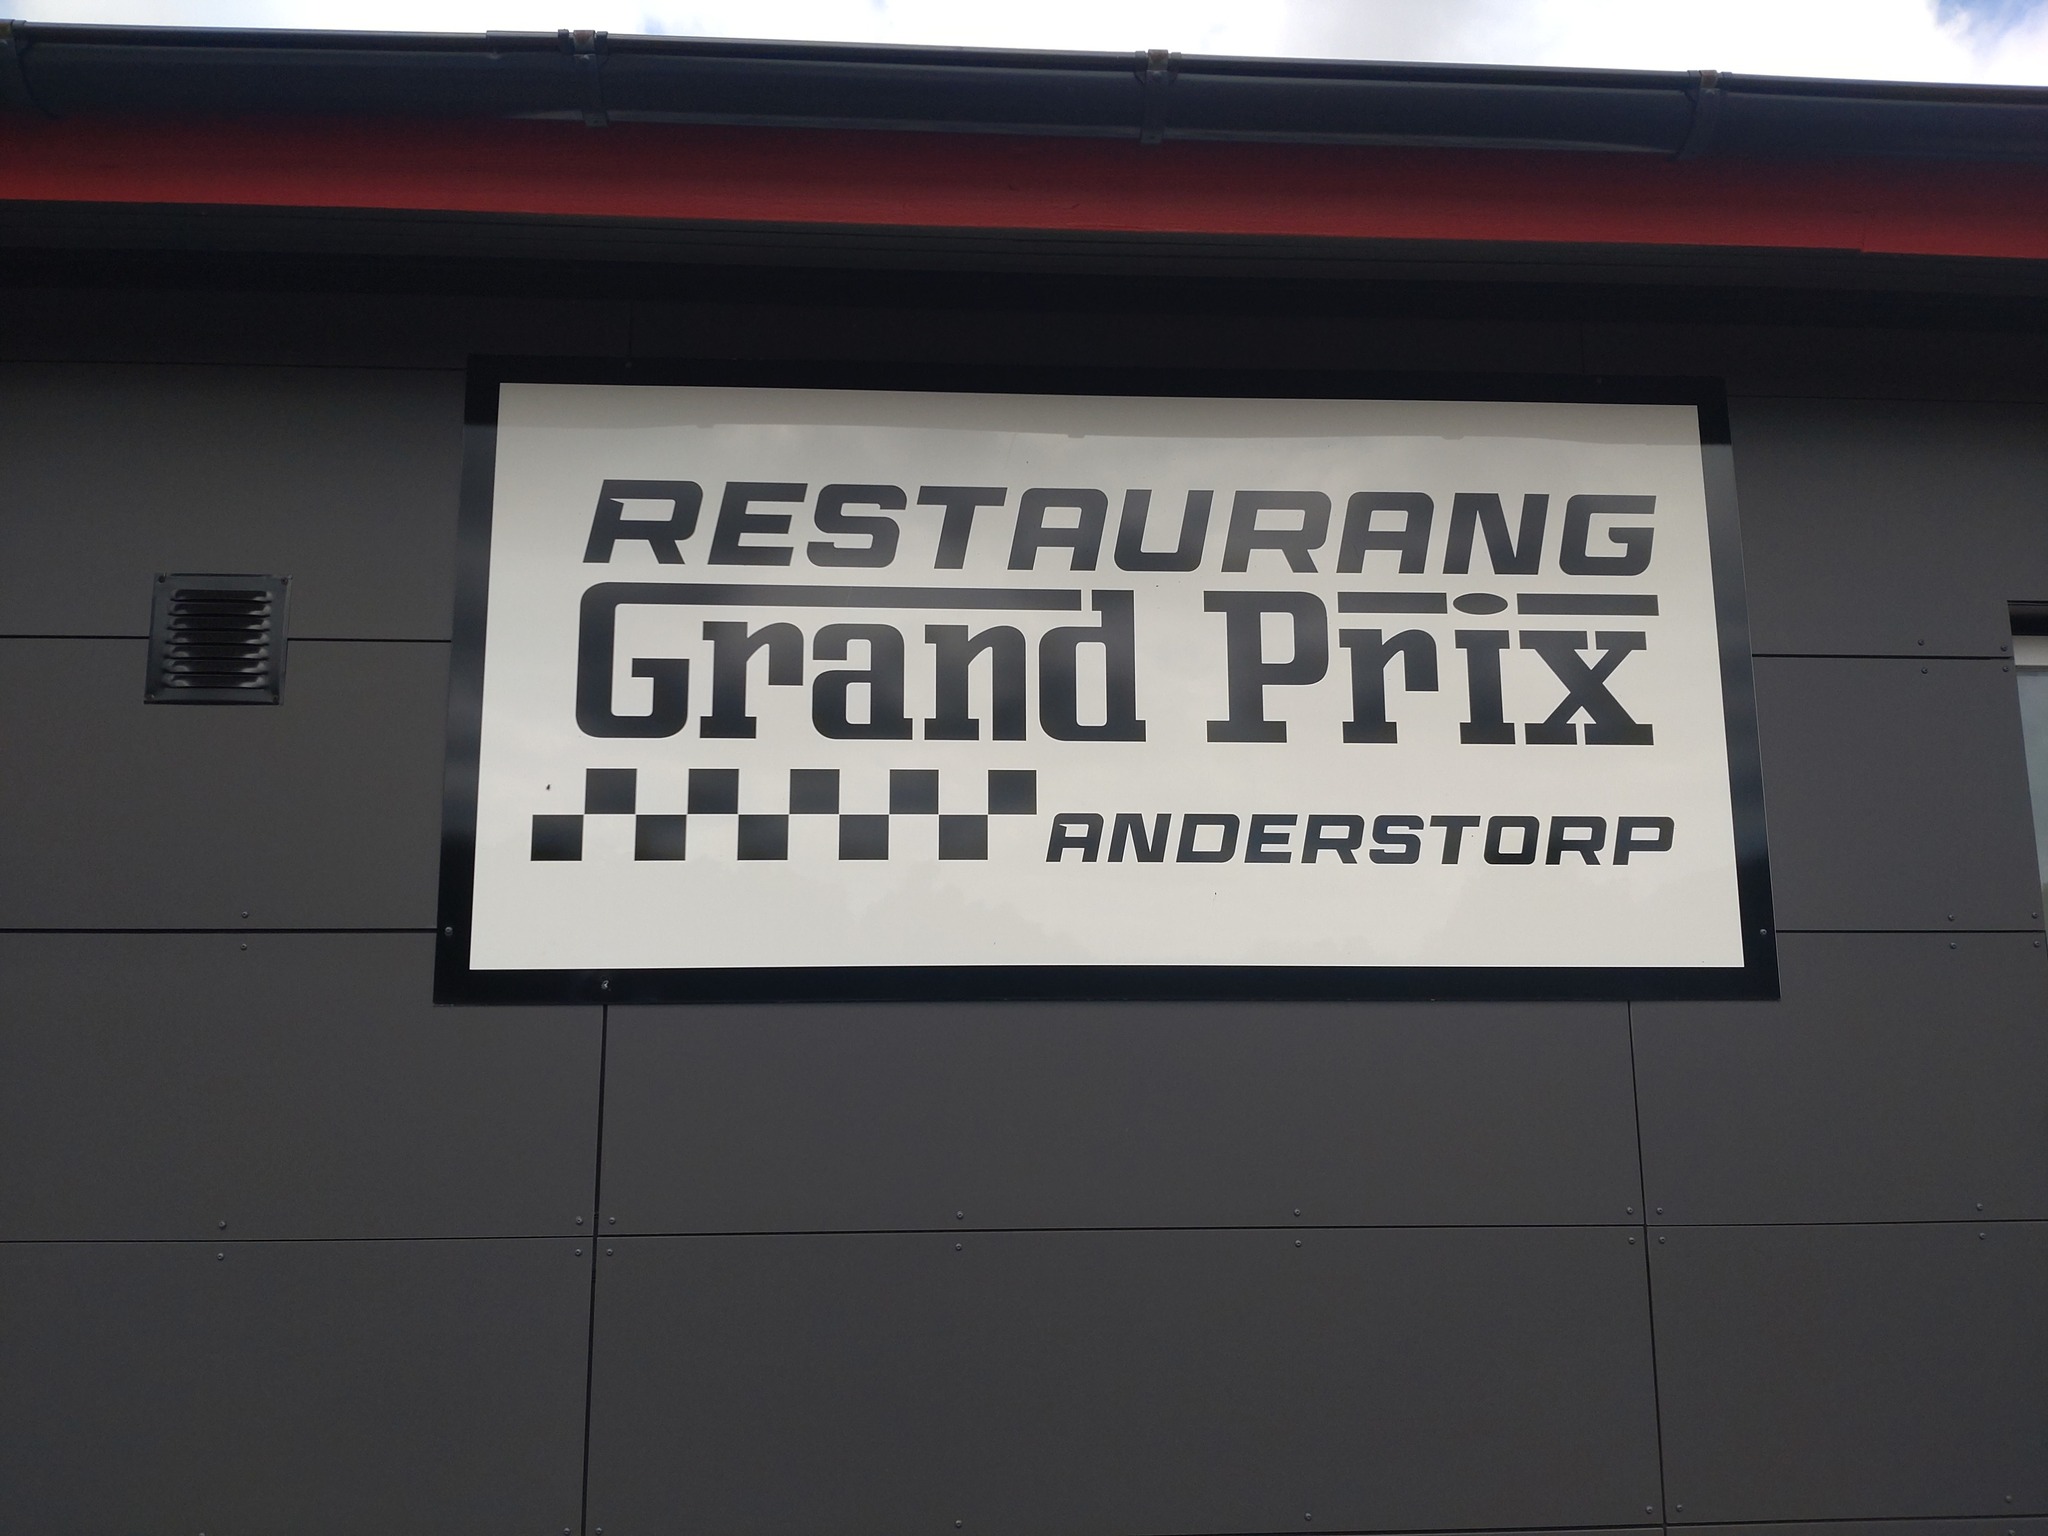 RESTAURANG
Grand Prix
ANDERSTORP